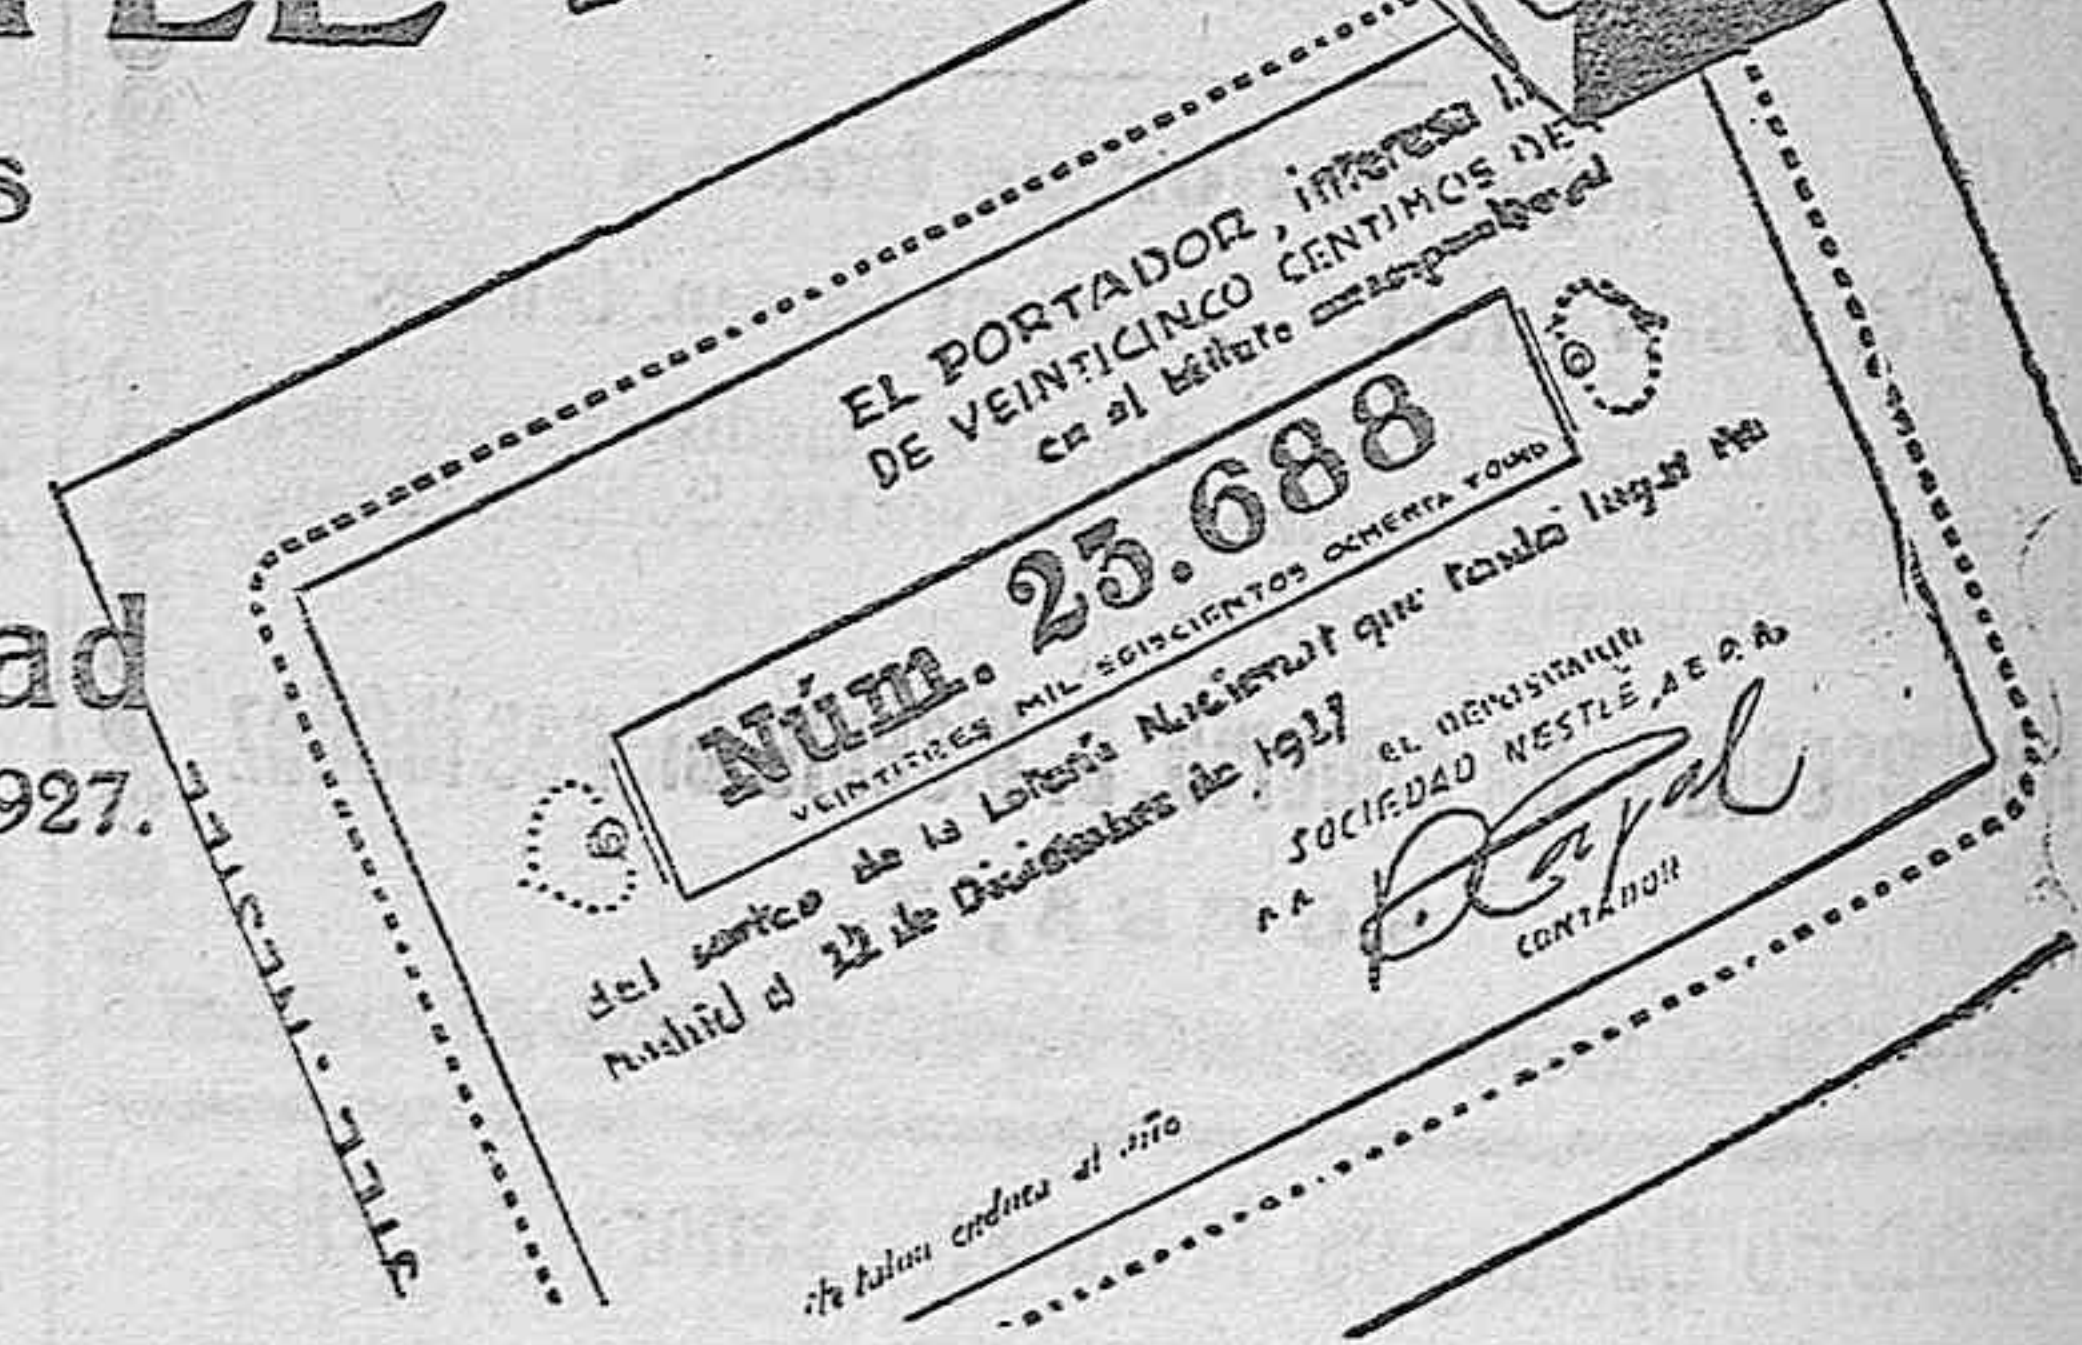 s
ad
927.
EL PORTADOR, interesa
DE VEINTICINCO CENTIMOS DE
en el billete
Núm. 23.688
VEINTITRES MIL SEISCIENTOS OCHENTA Y OCHO
del sorteo de la Lotería Nacional que tendrá lugar en
Madrid el 22 de Diciembre de 1927
EL DEPOSITARIO
SOCIEDAD NESTLÉ, A E P A
P A
CONTADOR
talón caduca al año